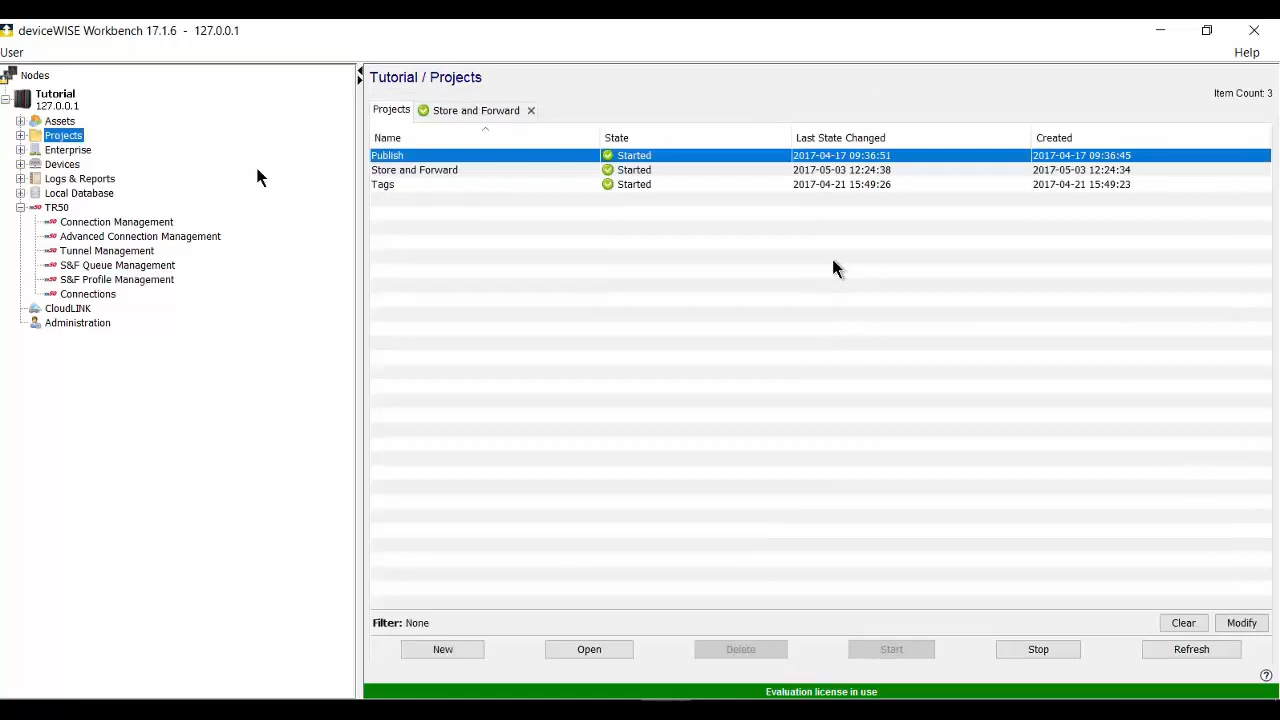 deviceWISE Workbench 17.1.6 - 127.0.0.1
User Help
Nodes
Tutorial
127.0.0.1
Assets
Projects
Enterprise
Devices
Logs & Reports
Local Database
TR50
Connection Management
Advanced Connection Management
Tunnel Management
S&F Queue Management
S&F Profile Management
Connections
CloudLINK
Administration
Tutorial / Projects
Item Count: 3
Projects Store and Forward
Name State Last State Changed Created
Publish Started 2017-04-17 09:36:51 2017-04-17 09:36:45
Store and Forward Started 2017-05-03 12:24:38 2017-05-03 12:24:34
Tags Started 2017-04-21 15:49:26 2017-04-21 15:49:23
Filter: None Clear Modify
New Open Delete Start Stop Refresh
Evaluation license in use